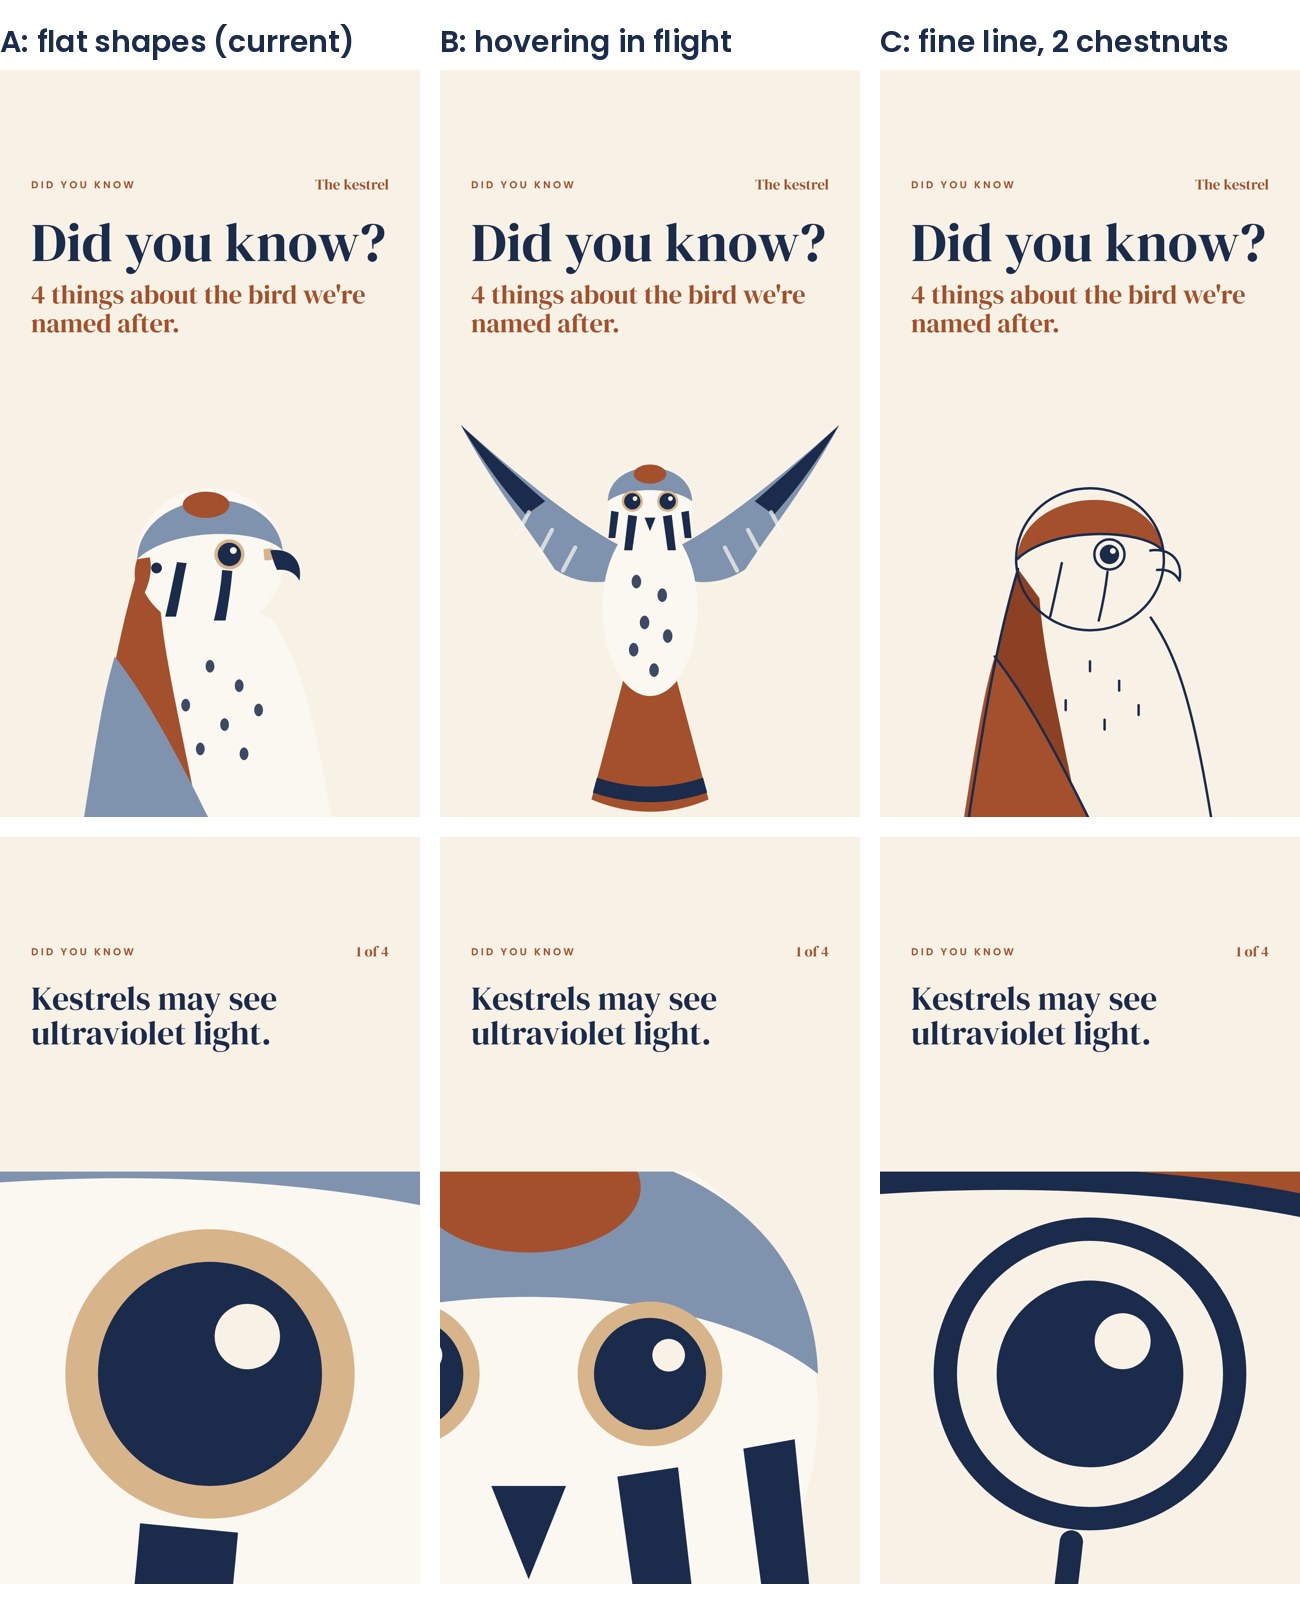 A: flat shapes (current)
B: hovering in flight
C: fine line, 2 chestnuts
DID YOU KNOW
The kestrel
Did you know?
4 things about the bird we're
named after.
DID YOU KNOW
The kestrel
Did you know?
4 things about the bird we're
named after.
DID YOU KNOW
The kestrel
Did you know?
4 things about the bird we're
named after.
DID YOU KNOW
1 of 4
Kestrels may see
ultraviolet light.
DID YOU KNOW
1 of 4
Kestrels may see
ultraviolet light.
DID YOU KNOW
1 of 4
Kestrels may see
ultraviolet light.